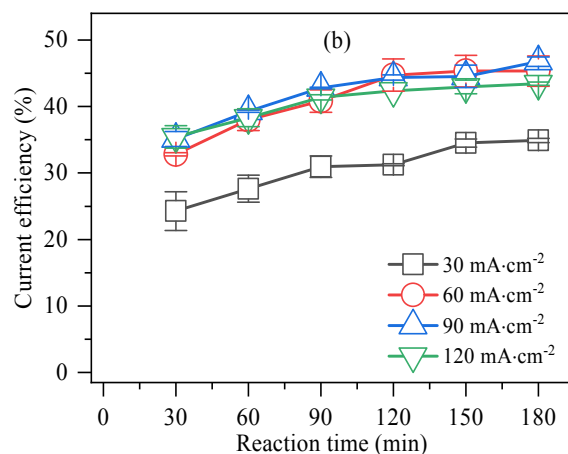 (b)
Current efficiency (%)
50
40
30
20
10
0
30 mA·cm-2
60 mA·cm-2
90 mA·cm-2
120 mA·cm-2
0 30 60 90 120 150 180
Reaction time (min)